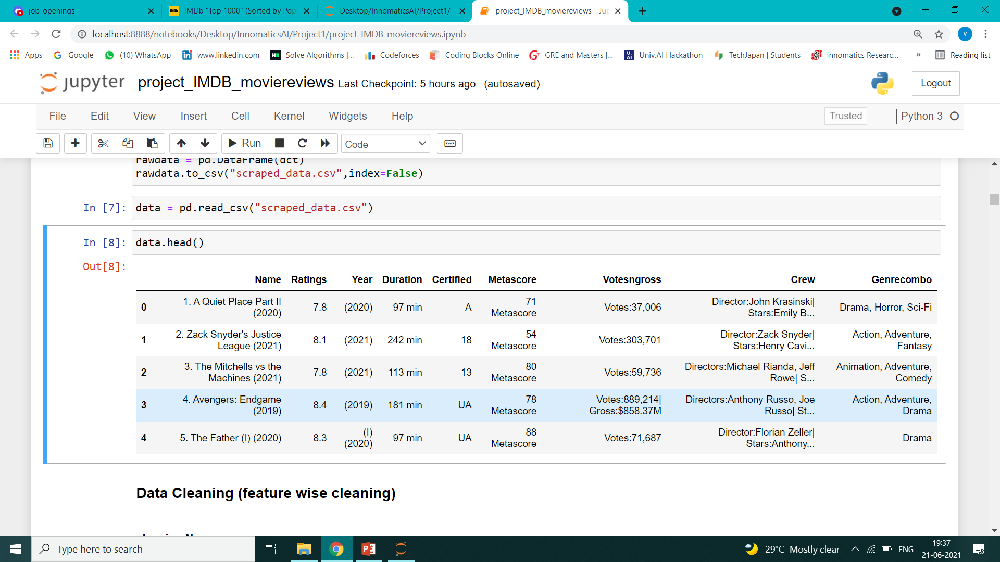 job-openings
IMDb "Top 1000" (Sorted by Pop
Desktop/InnomaticsAI/Project1/
project_IMDB_moviereviews - Jup
localhost:8888/notebooks/Desktop/InnomaticsAI/Project1/project_IMDB_moviereviews.ipynb
V
Apps
Google
(10) WhatsApp
www.linkedin.com
Solve Algorithms |...
Codeforces
Coding Blocks Online
GRE and Masters |...
Univ.AI Hackathon
TechJapan | Students
Innomatics Researc...
»
Reading list
jupyter
project_IMDB_moviereviews Last Checkpoint: 5 hours ago (autosaved)
Logout
File Edit View Insert Cell Kernel Widgets Help
Trusted
Python 3
Run
Code
rawdata = pd.DataFrame(dct)
rawdata.to_csv("scraped_data.csv",index=False)
In [7]: data = pd.read_csv("scraped_data.csv")
In [8]: data.head()
Out[8]:
Name Ratings Year Duration Certified Metascore Votesngross Crew Genrecombo
0 1. A Quiet Place Part II (2020) 7.8 (2020) 97 min A 71 Metascore Votes:37,006 Director:John Krasinski| Stars:Emily B... Drama, Horror, Sci-Fi
1 2. Zack Snyder's Justice League (2021) 8.1 (2021) 242 min 18 54 Metascore Votes:303,701 Director:Zack Snyder| Stars:Henry Cavi... Action, Adventure, Fantasy
2 3. The Mitchells vs the Machines (2021) 7.8 (2021) 113 min 13 80 Metascore Votes:59,736 Directors:Michael Rianda, Jeff Rowe| S... Animation, Adventure, Comedy
3 4. Avengers: Endgame (2019) 8.4 (2019) 181 min UA 78 Metascore Votes:889,214| Gross:$858.37M Directors:Anthony Russo, Joe Russo| St... Action, Adventure, Drama
4 5. The Father (I) (2020) 8.3 (I) (2020) 97 min UA 88 Metascore Votes:71,687 Director:Florian Zeller| Stars:Anthony... Drama
Data Cleaning (feature wise cleaning)
Type here to search
29°C Mostly clear
ENG
19:37
21-06-2021